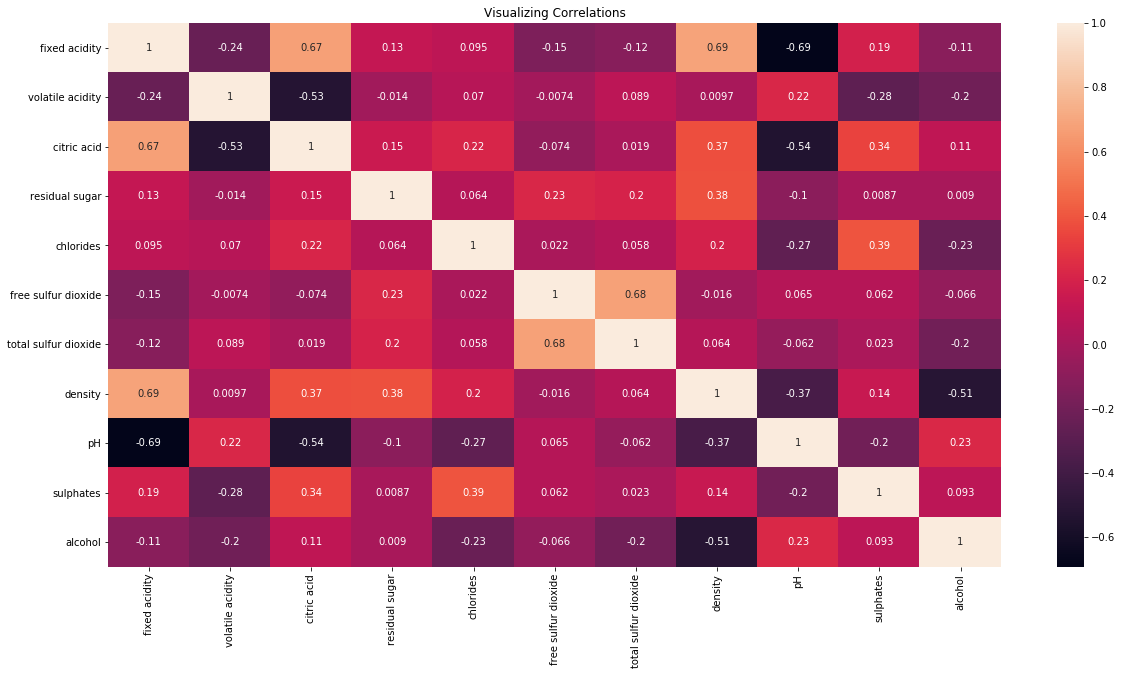 Visualizing Correlations
fixed acidity 1 -0.24 0.67 0.13 0.095 -0.15 -0.12 0.69 -0.69 0.19 -0.11
volatile acidity -0.24 1 -0.53 -0.014 0.07 -0.0074 0.089 0.0097 0.22 -0.28 -0.2
citric acid 0.67 -0.53 1 0.15 0.22 -0.074 0.019 0.37 -0.54 0.34 0.11
residual sugar 0.13 -0.014 0.15 1 0.064 0.23 0.2 0.38 -0.1 0.0087 0.009
chlorides 0.095 0.07 0.22 0.064 1 0.022 0.058 0.2 -0.27 0.39 -0.23
free sulfur dioxide -0.15 -0.0074 -0.074 0.23 0.022 1 0.68 -0.016 0.065 0.062 -0.066
total sulfur dioxide -0.12 0.089 0.019 0.2 0.058 0.68 1 0.064 -0.062 0.023 -0.2
density 0.69 0.0097 0.37 0.38 0.2 -0.016 0.064 1 -0.37 0.14 -0.51
pH -0.69 0.22 -0.54 -0.1 -0.27 0.065 -0.062 -0.37 1 -0.2 0.23
sulphates 0.19 -0.28 0.34 0.0087 0.39 0.062 0.023 0.14 -0.2 1 0.093
alcohol -0.11 -0.2 0.11 0.009 -0.23 -0.066 -0.2 -0.51 0.23 0.093 1
fixed acidity
volatile acidity
citric acid
residual sugar
chlorides
free sulfur dioxide
total sulfur dioxide
density
pH
sulphates
alcohol
1.0
0.8
0.6
0.4
0.2
0.0
-0.2
-0.4
-0.6